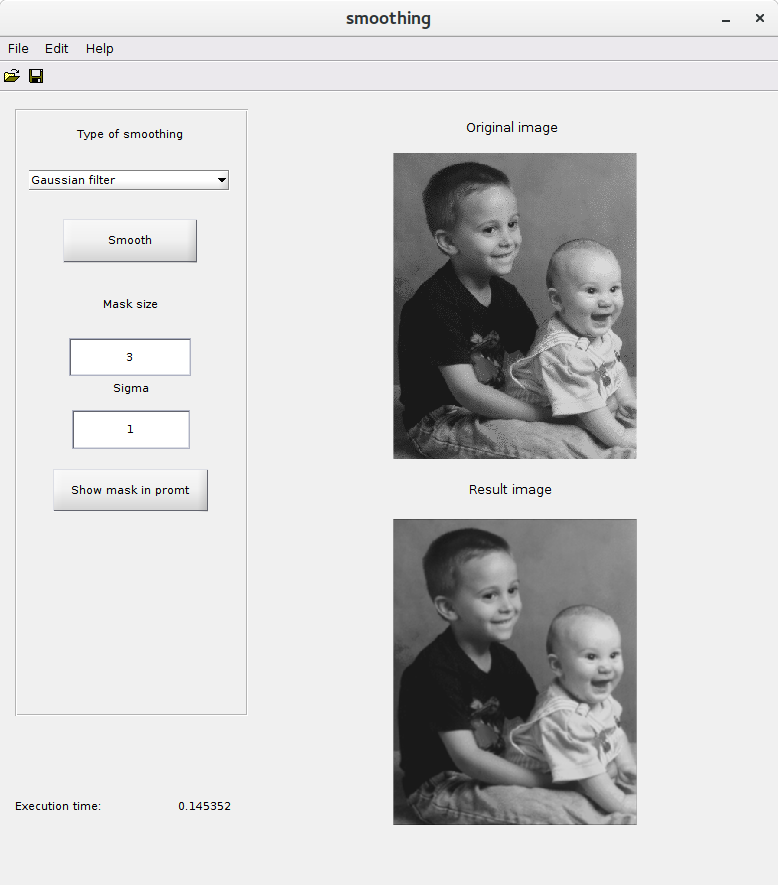 smoothing
File Edit Help
Type of smoothing
Gaussian filter
Smooth
Mask size
3
Sigma
1
Show mask in promt
Execution time: 0.145352
Original image
Result image